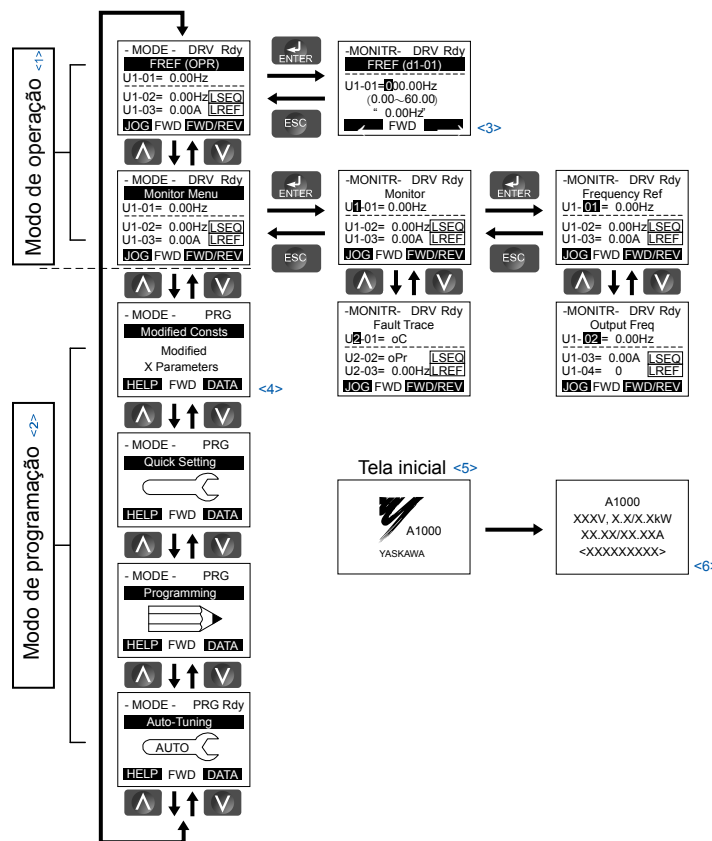 Modo de operação <1>
- MODE - DRV Rdy
FREF (OPR)
U1-01= 0.00Hz
U1-02= 0.00Hz LSEQ
U1-03= 0.00A LREF
JOG FWD FWD/REV
ENTER
ESC
-MONITR- DRV Rdy
FREF (d1-01)
U1-01=000.00Hz
(0.00~60.00)
“ 0.00Hz”
FWD
<3>
- MODE - DRV Rdy
Monitor Menu
U1-01= 0.00Hz
U1-02= 0.00Hz LSEQ
U1-03= 0.00A LREF
JOG FWD FWD/REV
ENTER
ESC
-MONITR- DRV Rdy
Monitor
U1-01= 0.00Hz
U1-02= 0.00Hz LSEQ
U1-03= 0.00A LREF
JOG FWD FWD/REV
ENTER
ESC
-MONITR- DRV Rdy
Frequency Ref
U1- 01 = 0.00Hz
U1-02= 0.00Hz LSEQ
U1-03= 0.00A LREF
JOG FWD FWD/REV
-MONITR- DRV Rdy
Fault Trace
U2-01= oC
U2-02= oPr LSEQ
U2-03= 0.00Hz LREF
JOG FWD FWD/REV
-MONITR- DRV Rdy
Output Freq
U1- 02 = 0.00Hz
U1-03= 0.00A LSEQ
U1-04= 0 LREF
JOG FWD FWD/REV
Modo de programação <2>
- MODE - PRG
Modified Consts
Modified
X Parameters
HELP FWD DATA
<4>
- MODE - PRG
Quick Setting
HELP FWD DATA
- MODE - PRG
Programming
HELP FWD DATA
- MODE - PRG Rdy
Auto-Tuning
AUTO
HELP FWD DATA
Tela inicial <5>
A1000
YASKAWA
A1000
XXXV, X.X/X.XkW
XX.XX/XX.XXA
<XXXXXXXXX>
<6>